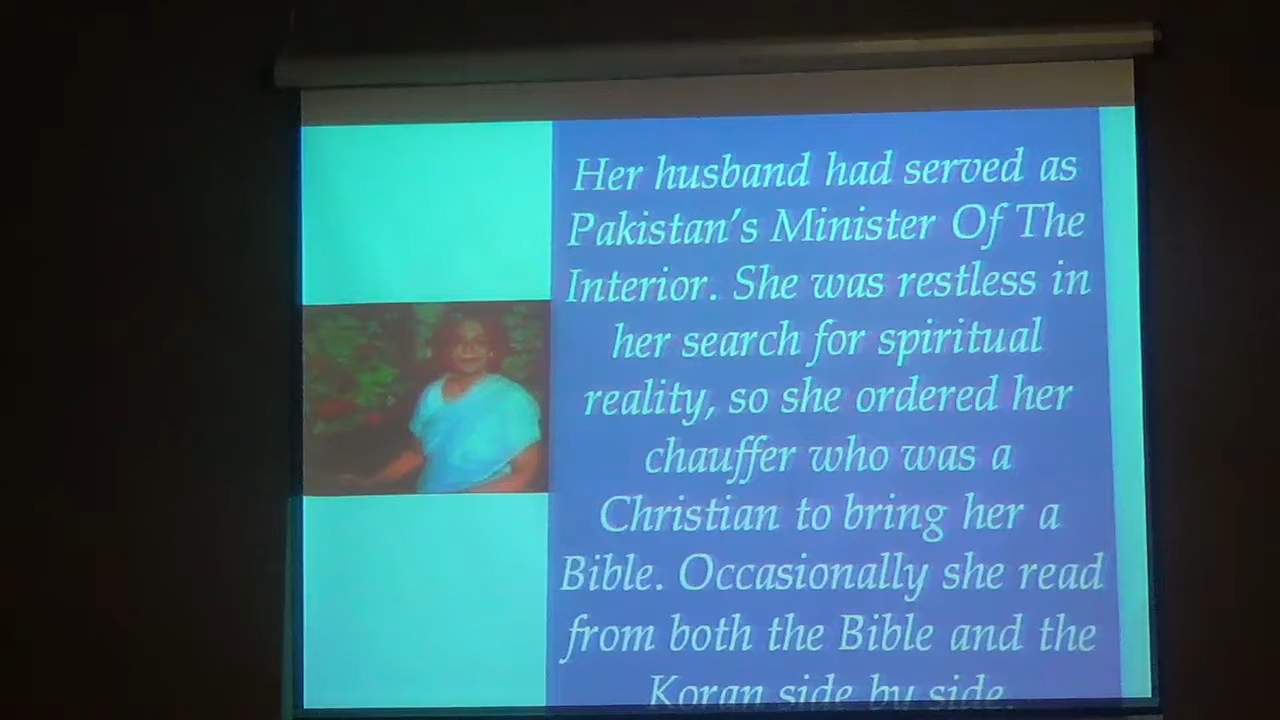 Her husband had served as
Pakistan's Minister Of The
Interior. She was restless in
her search for spiritual
reality, so she ordered her
chauffer who was a
Christian to bring her a
Bible. Occasionally she read
from both the Bible and the
Koran side by side.